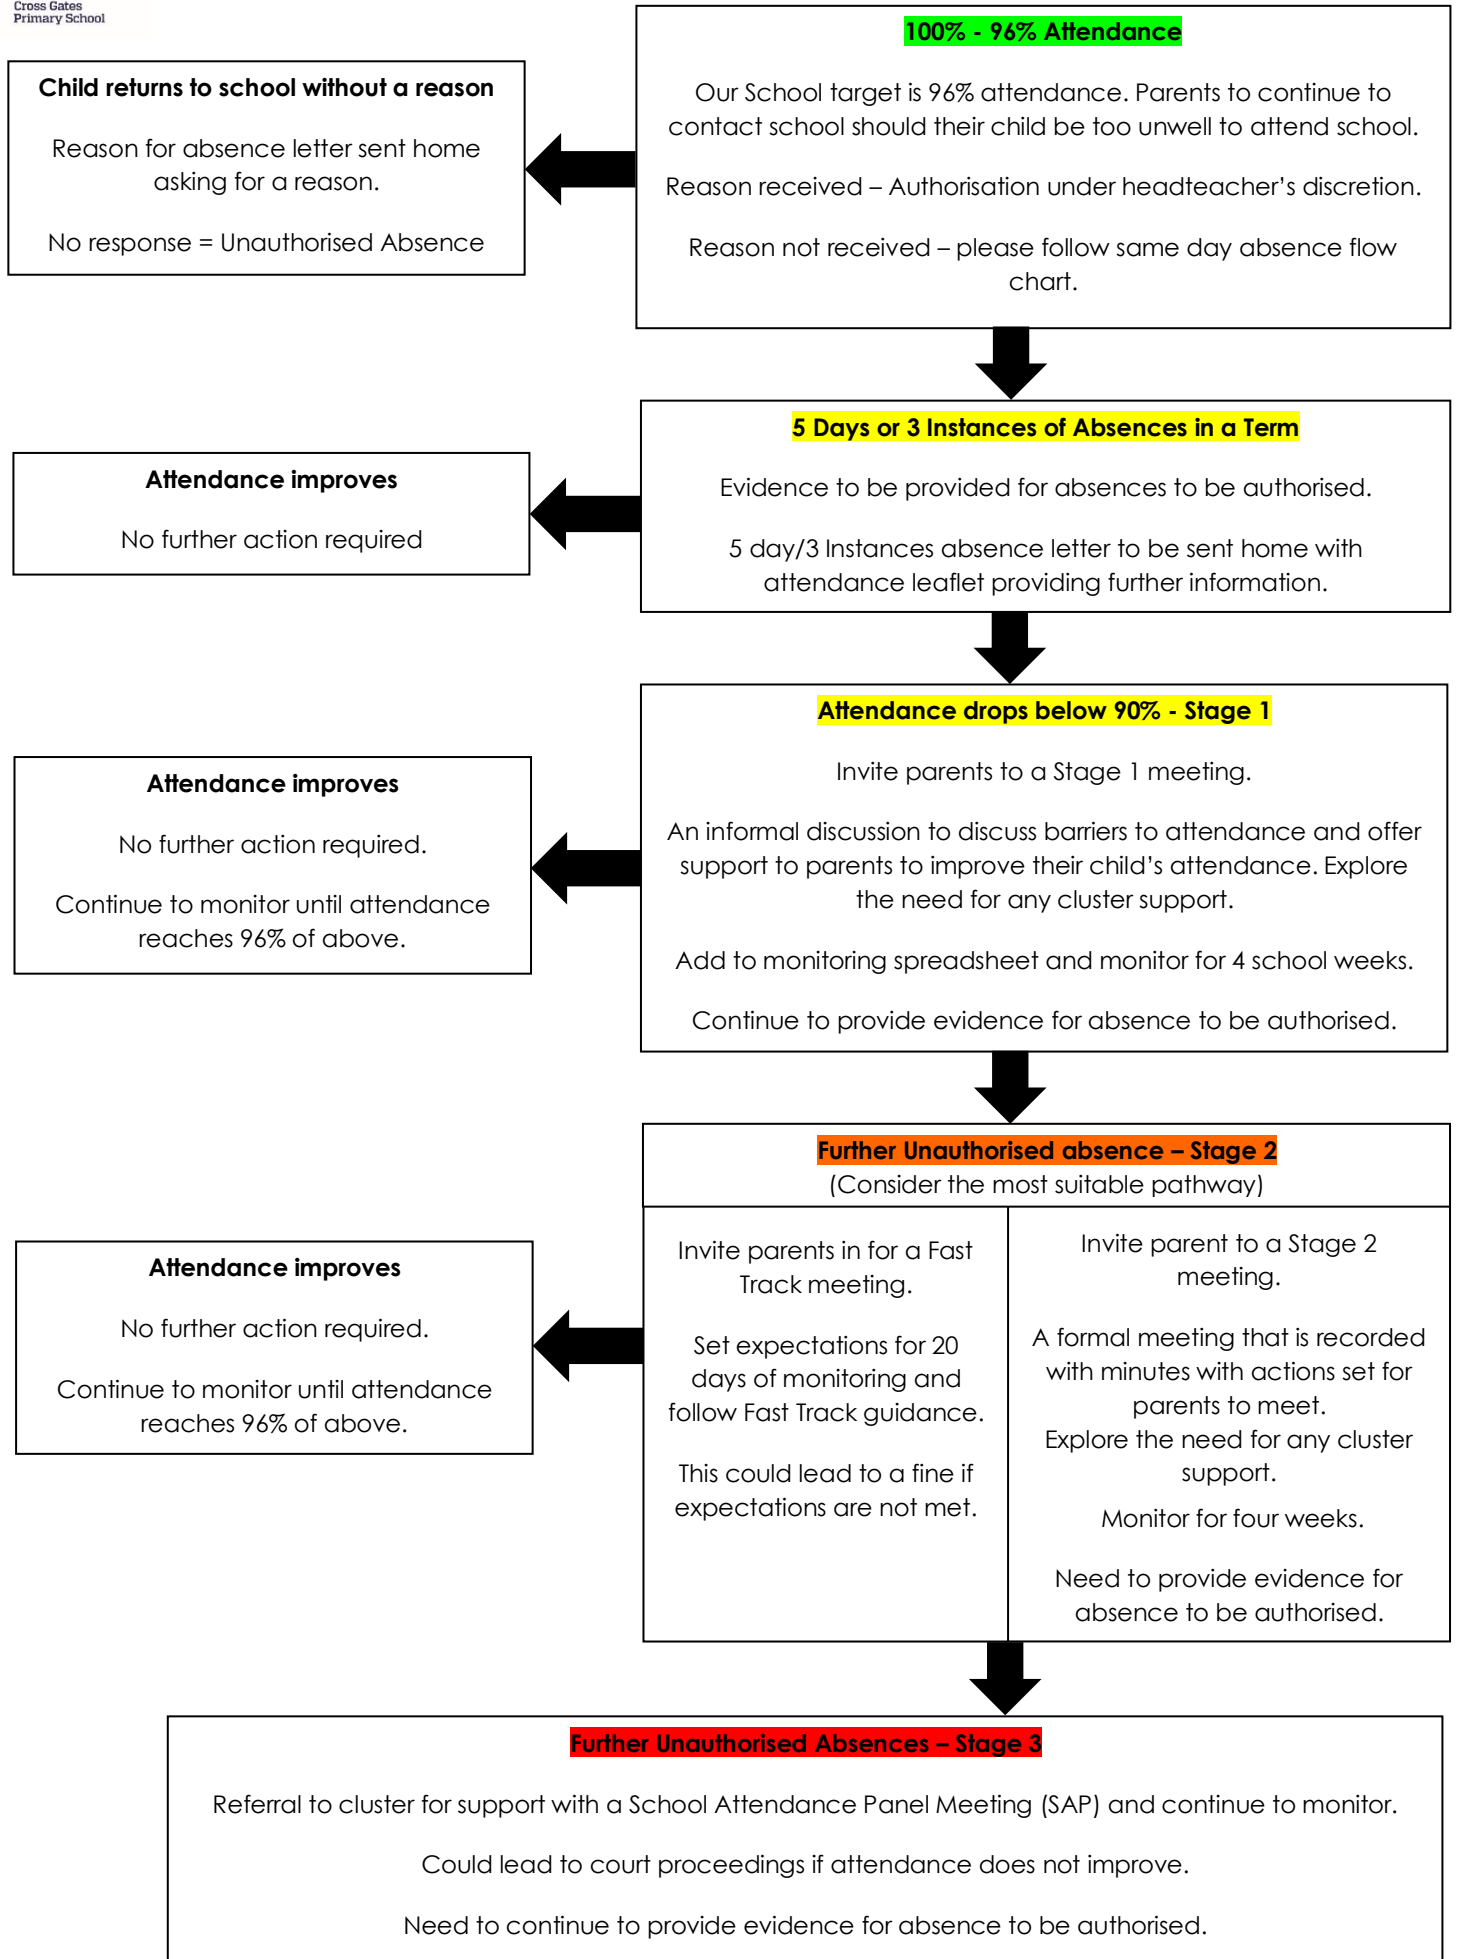 Cross Gates
Primary School
100% - 96% Attendance
Our School target is 96% attendance. Parents to continue to
contact school should their child be too unwell to attend school.
Reason received – Authorisation under headteacher’s discretion.
Reason not received – please follow same day absence flow
chart.
Child returns to school without a reason
Reason for absence letter sent home
asking for a reason.
No response = Unauthorised Absence
5 Days or 3 Instances of Absences in a Term
Evidence to be provided for absences to be authorised.
5 day/3 Instances absence letter to be sent home with
attendance leaflet providing further information.
Attendance improves
No further action required
Attendance drops below 90% - Stage 1
Invite parents to a Stage 1 meeting.
An informal discussion to discuss barriers to attendance and offer
support to parents to improve their child’s attendance. Explore
the need for any cluster support.
Add to monitoring spreadsheet and monitor for 4 school weeks.
Continue to provide evidence for absence to be authorised.
Attendance improves
No further action required.
Continue to monitor until attendance
reaches 96% of above.
Further Unauthorised absence – Stage 2
(Consider the most suitable pathway)
Invite parents in for a Fast
Track meeting.
Set expectations for 20
days of monitoring and
follow Fast Track guidance.
This could lead to a fine if
expectations are not met.
Invite parent to a Stage 2
meeting.
A formal meeting that is recorded
with minutes with actions set for
parents to meet.
Explore the need for any cluster
support.
Monitor for four weeks.
Need to provide evidence for
absence to be authorised.
Attendance improves
No further action required.
Continue to monitor until attendance
reaches 96% of above.
Further Unauthorised Absences – Stage 3
Referral to cluster for support with a School Attendance Panel Meeting (SAP) and continue to monitor.
Could lead to court proceedings if attendance does not improve.
Need to continue to provide evidence for absence to be authorised.